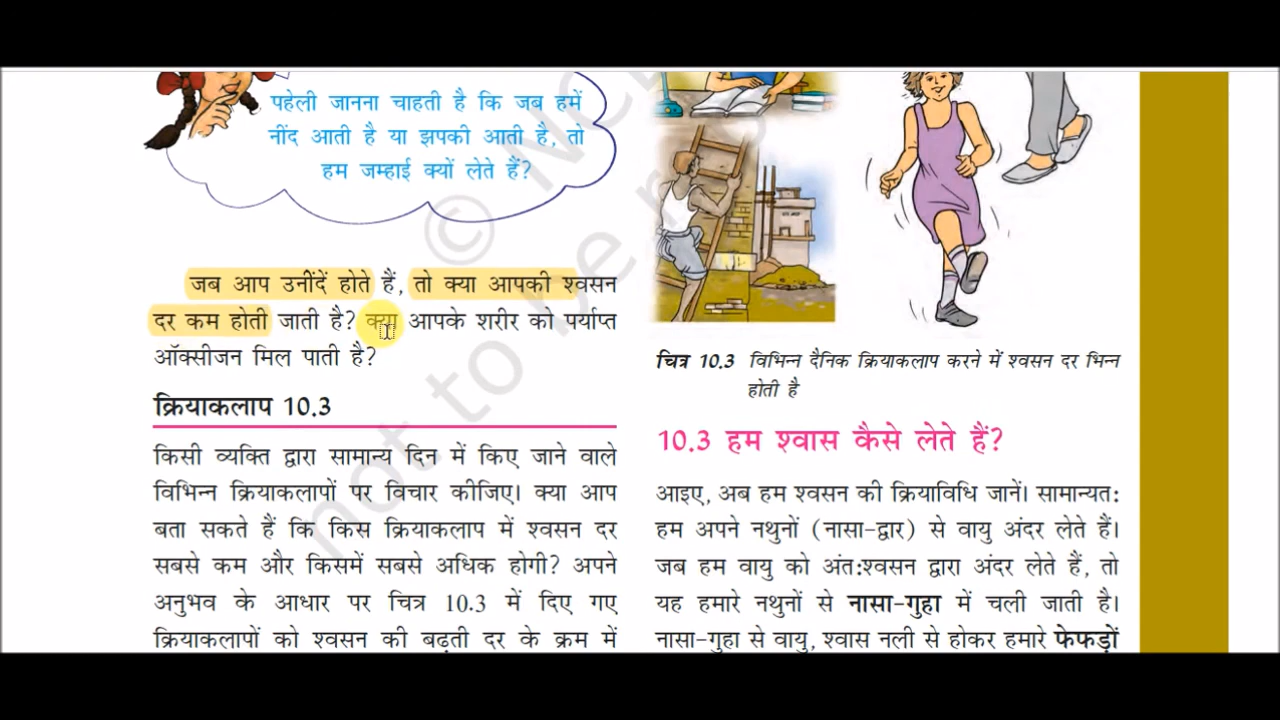 पहेली जानना चाहती है कि जब हमें
नींद आती है या झपकी आती है, तो
हम जम्हाई क्यों लेते हैं?
जब आप उनींदें होते हैं, तो क्या आपकी श्वसन
दर कम होती जाती है? क्या आपके शरीर को पर्याप्त
ऑक्सीजन मिल पाती है?
क्रियाकलाप 10.3
किसी व्यक्ति द्वारा सामान्य दिन में किए जाने वाले
विभिन्न क्रियाकलापों पर विचार कीजिए। क्या आप
बता सकते हैं कि किस क्रियाकलाप में श्वसन दर
सबसे कम और किसमें सबसे अधिक होगी? अपने
अनुभव के आधार पर चित्र 10.3 में दिए गए
क्रियाकलापों को श्वसन की बढ़ती दर के क्रम में
चित्र 10.3 विभिन्न दैनिक क्रियाकलाप करने में श्वसन दर भिन्न
होती है
10.3 हम श्वास कैसे लेते हैं?
आइए, अब हम श्वसन की क्रियाविधि जानें। सामान्यत:
हम अपने नथुनों (नासा-द्वार) से वायु अंदर लेते हैं।
जब हम वायु को अंत:श्वसन द्वारा अंदर लेते हैं, तो
यह हमारे नथुनों से नासा-गुहा में चली जाती है।
नासा-गुहा से वायु, श्वास नली से होकर हमारे फेफड़ों
not to be